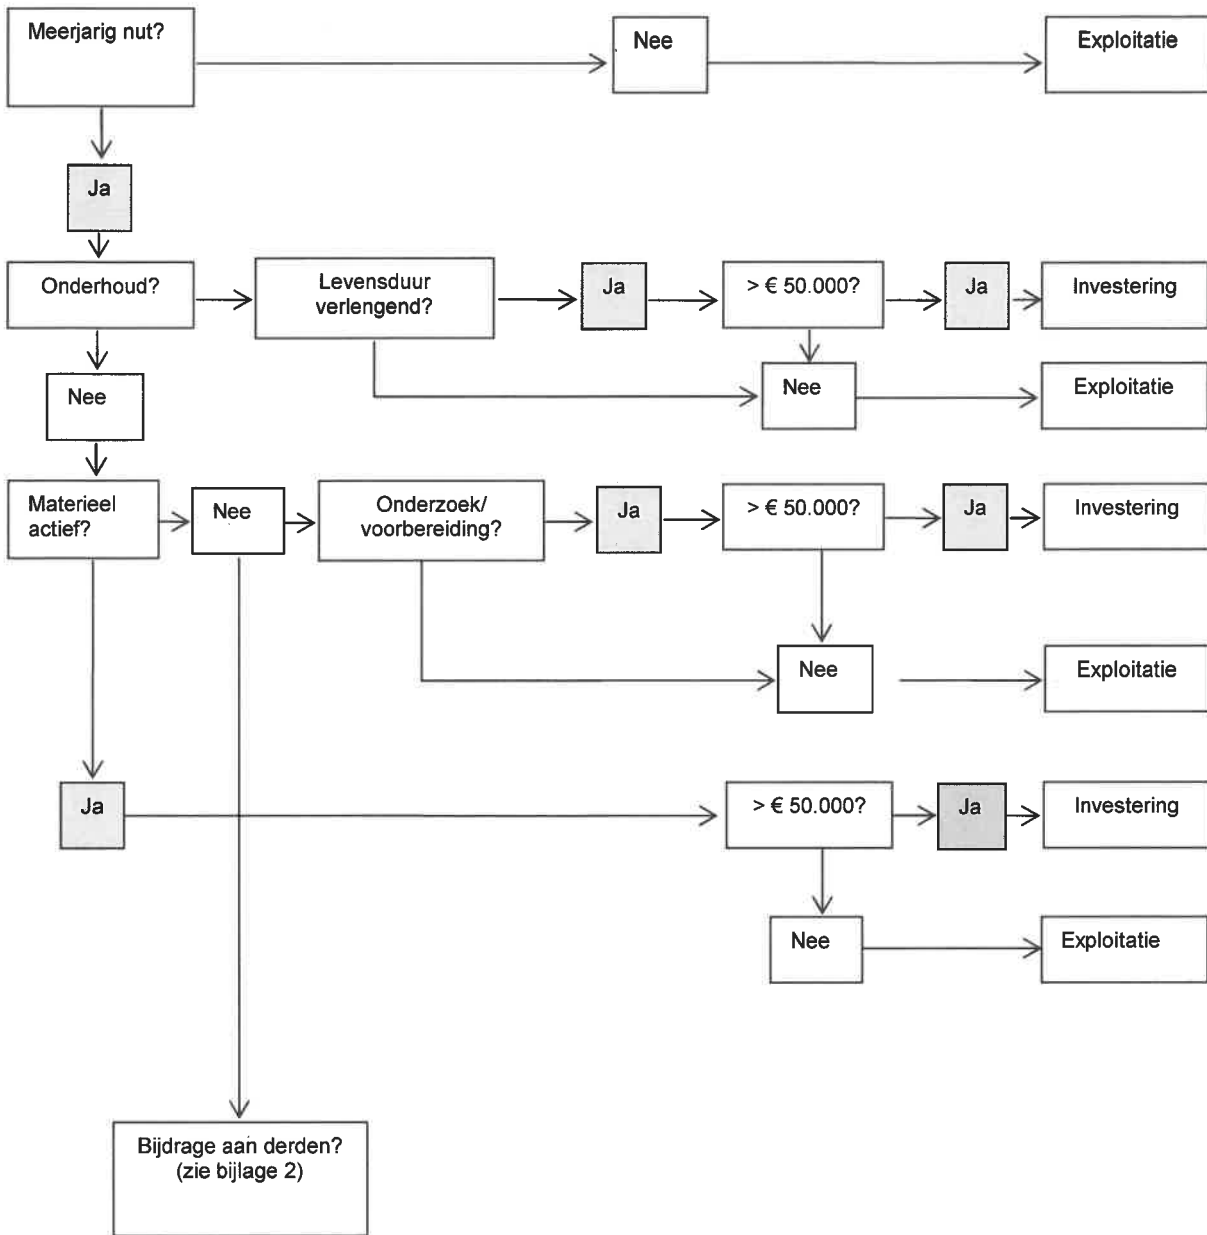 Meerjarig nut?
Nee
Exploitatie
Ja
Onderhoud?
Levensduur
verlengend?
Ja
> € 50.000?
Ja
Investering
Nee
Nee
Exploitatie
Materieel
actief?
Nee
Onderzoek/
voorbereiding?
Ja
> € 50.000?
Ja
Investering
Nee
Exploitatie
Ja
> € 50.000?
Ja
Investering
Nee
Exploitatie
Bijdrage aan derden?
(zie bijlage 2)